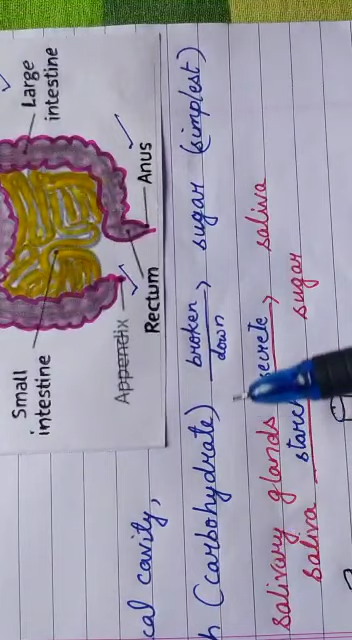 Large
intestine
Anus
Rectum
Appendix
Small
intestine
cal cavity,
(carbohydrate) broken down, sugar (simplest)
salivary glands secrete, saliva
saliva starch sugar